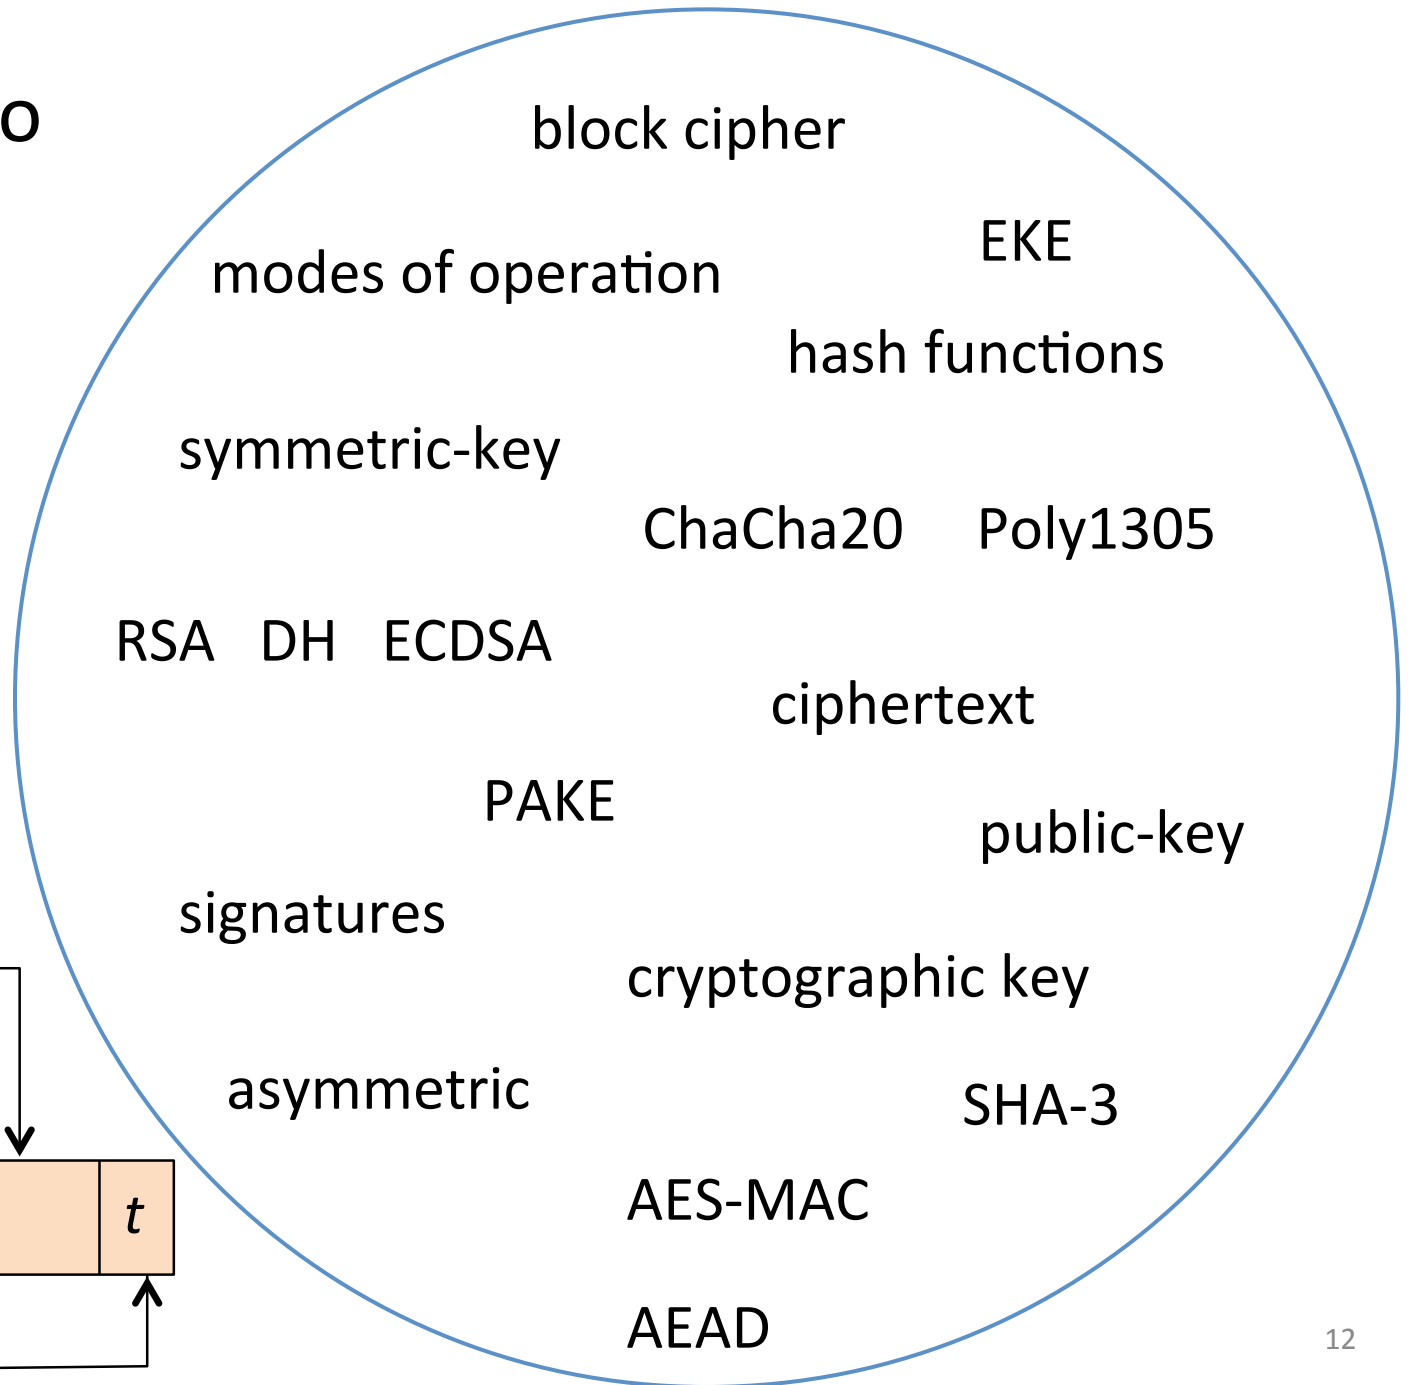 o
block cipher
EKE
modes of operation
hash functions
symmetric-key
ChaCha20 Poly1305
RSA DH ECDSA
ciphertext
PAKE
public-key
signatures
cryptographic key
asymmetric
SHA-3
AES-MAC
t
AEAD
12